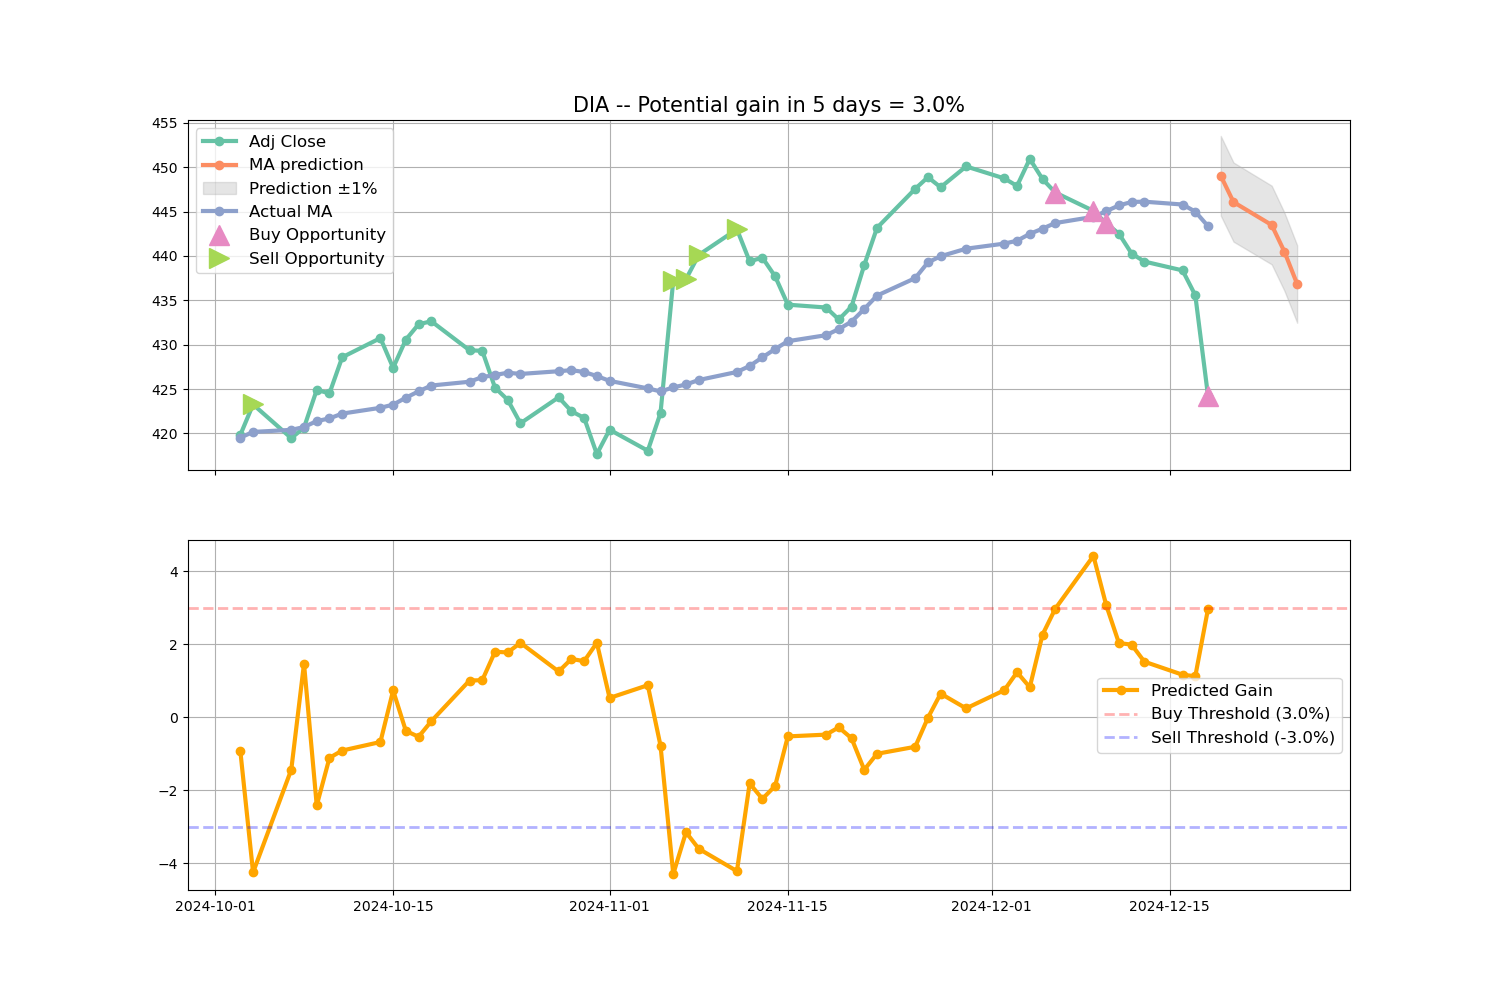 DIA -- Potential gain in 5 days = 3.0%
455
450
445
440
435
430
425
420
Adj Close
MA prediction
Prediction ±1%
Actual MA
Buy Opportunity
Sell Opportunity
4
2
0
−2
−4
Predicted Gain
Buy Threshold (3.0%)
Sell Threshold (-3.0%)
2024-10-01
2024-10-15
2024-11-01
2024-11-15
2024-12-01
2024-12-15